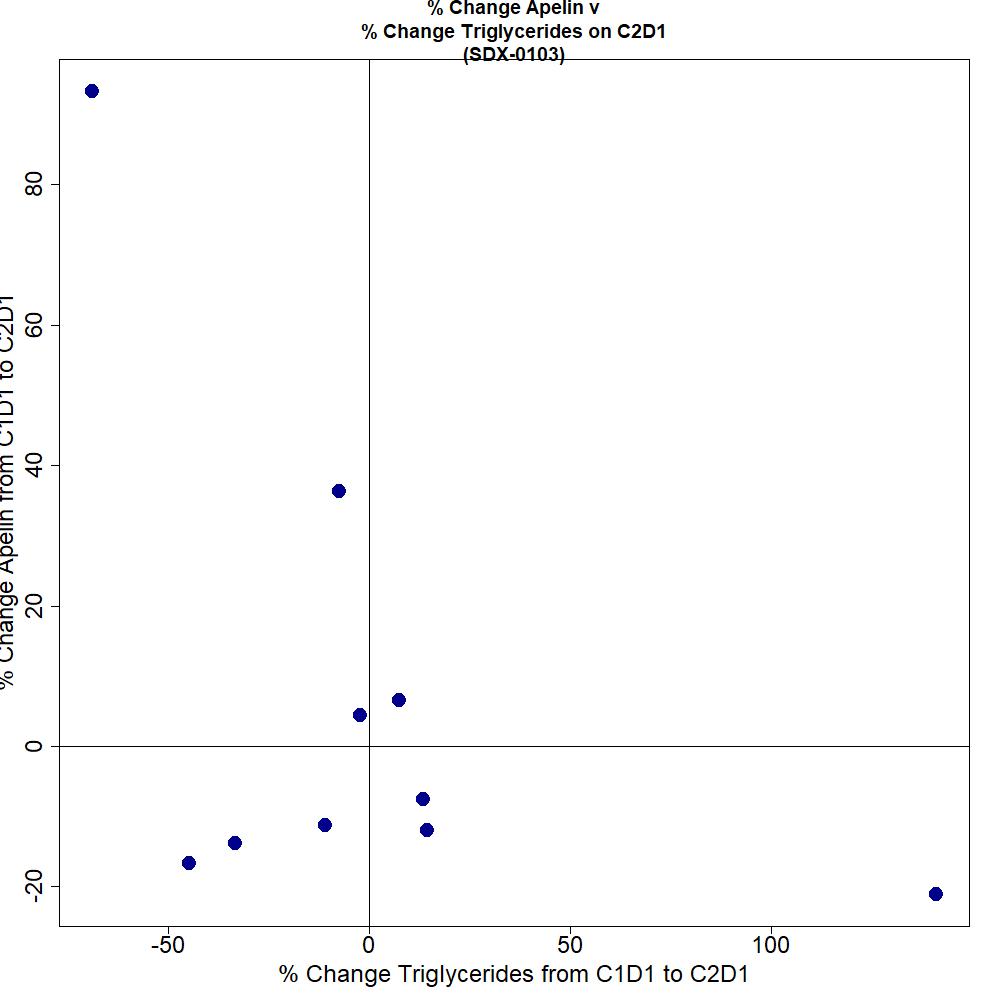 % Change Apelin v
% Change Triglycerides on C2D1
(SDX-0103)
% Change Apelin from C1D1 to C2D1
80
60
40
20
0
-20
-50
0
50
100
% Change Triglycerides from C1D1 to C2D1